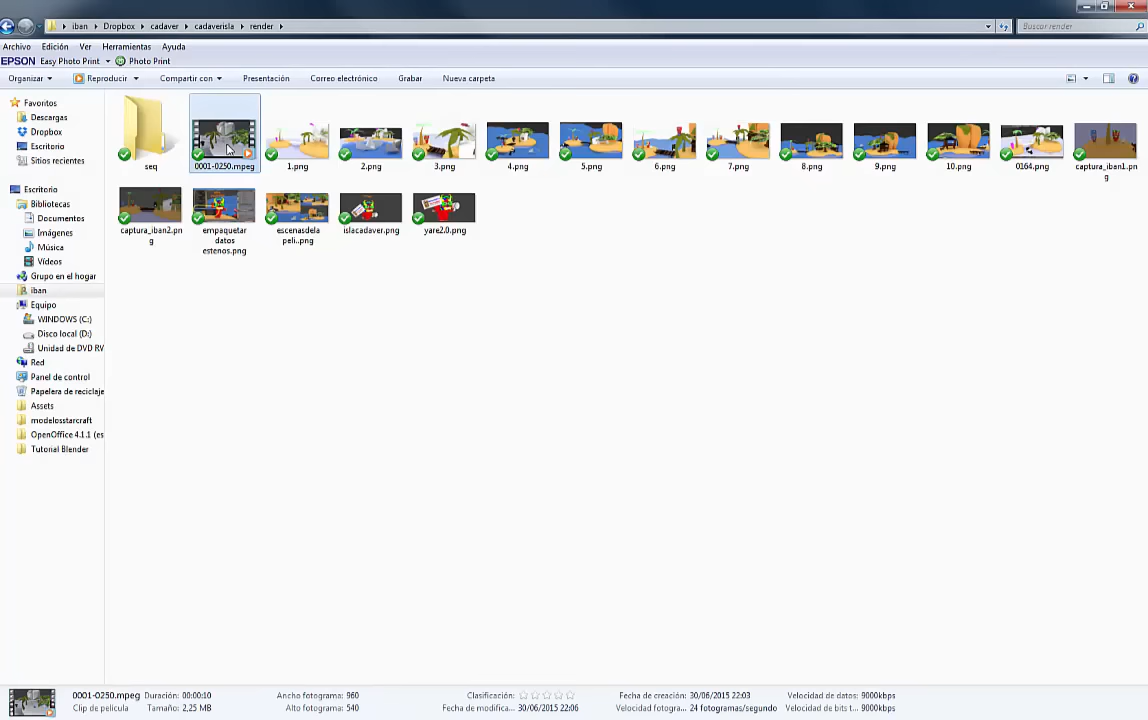 iban ▸ Dropbox ▸ cadaver ▸ cadaverisla ▸ render ▸
Buscar render
Archivo Edición Ver Herramientas Ayuda
EPSON Easy Photo Print Photo Print
Organizar Reproducir Compartir con Presentación Correo electrónico Grabar Nueva carpeta
Favoritos
Descargas
Dropbox
Escritorio
Sitios recientes
Escritorio
Bibliotecas
Documentos
Imágenes
Música
Vídeos
Grupo en el hogar
iban
Equipo
WINDOWS (C:)
Disco local (D:)
Unidad de DVD RW
Red
Panel de control
Papelera de reciclaje
Assets
modelosstarcraft
OpenOffice 4.1.1 (es
Tutorial Blender
seq
0001-0250.mpeg
1.png
2.png
3.png
4.png
5.png
6.png
7.png
8.png
9.png
10.png
0164.png
captura_iban1.pn
g
captura_iban2.pn
g
empaquetar
datos
estenos.png
escenasdela
peli..png
islacadaver.png
yare2.0.png
0001-0250.mpeg Duración: 00:00:10 Ancho fotograma: 960 Clasificación: Fecha de creación: 30/06/2015 22:03 Velocidad de datos: 9000kbps
Clip de película Tamaño: 2,25 MB Alto fotograma: 540 Fecha de modifica... 30/06/2015 22:06 Velocidad fotogra... 24 fotogramas/segundo Velocidad de bits t... 9000kbps